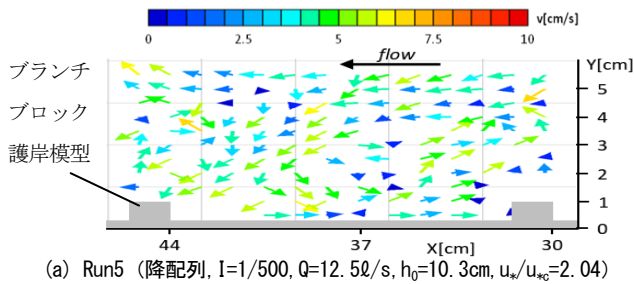 v[cm/s]
0 2.5 5 7.5 10
flow
Y[cm]
ブランチ
ブロック
護岸模型
5
4
3
2
1
0
44 37 X[cm] 30
(a) Run5 (降配列, I=1/500, Q=12.5ℓ/s, h₀=10.3cm, u*/u*c=2.04)